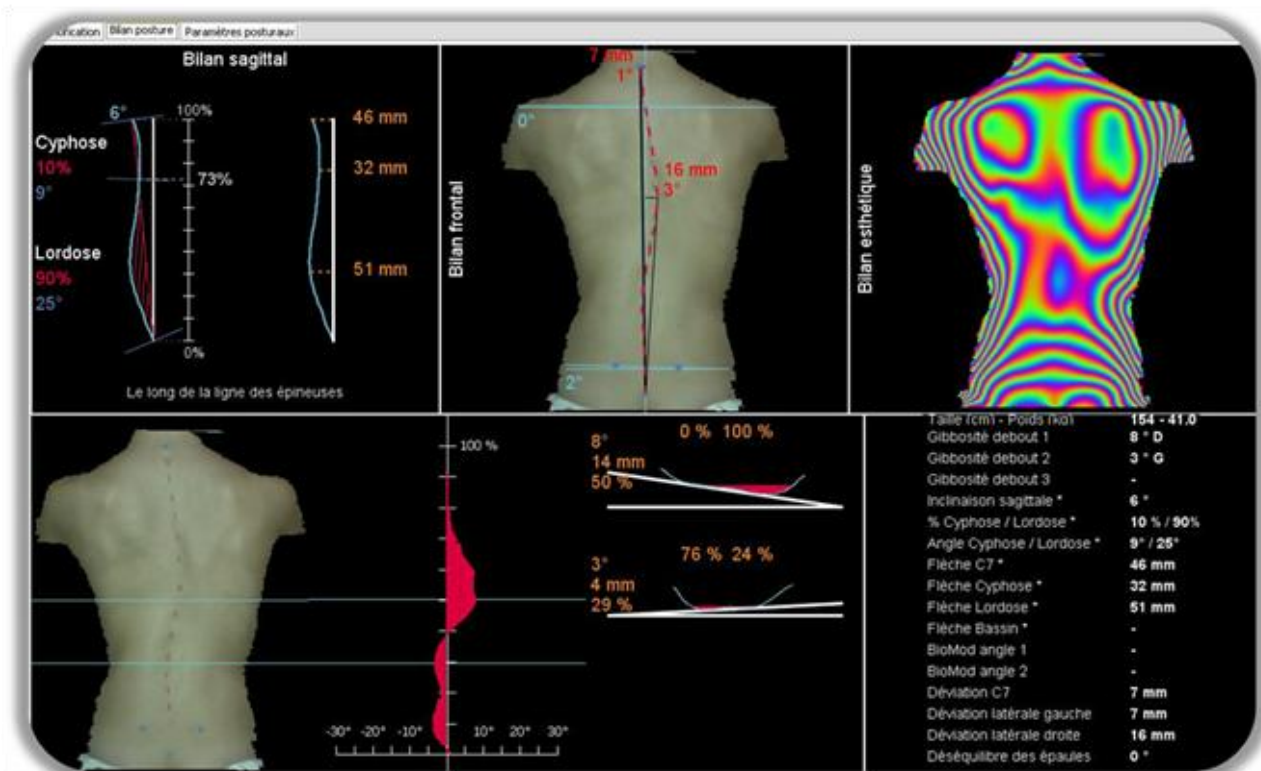 Bilan posture
Paramètres posturaux
Bilan sagittal
6°
100%
Cyphose
10%
9°
73%
Lordose
90%
25°
0%
46 mm
32 mm
51 mm
Le long de la ligne des épineuses
Bilan frontal
7 mm
1°
0°
16 mm
3°
2°
Bilan esthétique
100 %
-30° -20° -10° 10° 20° 30°
0 % 100 %
8°
14 mm
50 %
76 % 24 %
3°
4 mm
29 %
Taille (cm) - Poids (kg) 154 - 41.0
Gibbosité debout 1 8 ° D
Gibbosité debout 2 3 ° G
Gibbosité debout 3 -
Inclinaison sagittale * 6 °
% Cyphose / Lordose * 10 % / 90%
Angle Cyphose / Lordose * 9° / 25°
Flèche C7 * 46 mm
Flèche Cyphose * 32 mm
Flèche Lordose * 51 mm
Flèche Bassin * -
BioMod angle 1 -
BioMod angle 2 -
Déviation C7 7 mm
Déviation latérale gauche 7 mm
Déviation latérale droite 16 mm
Déséquilibre des épaules 0 °